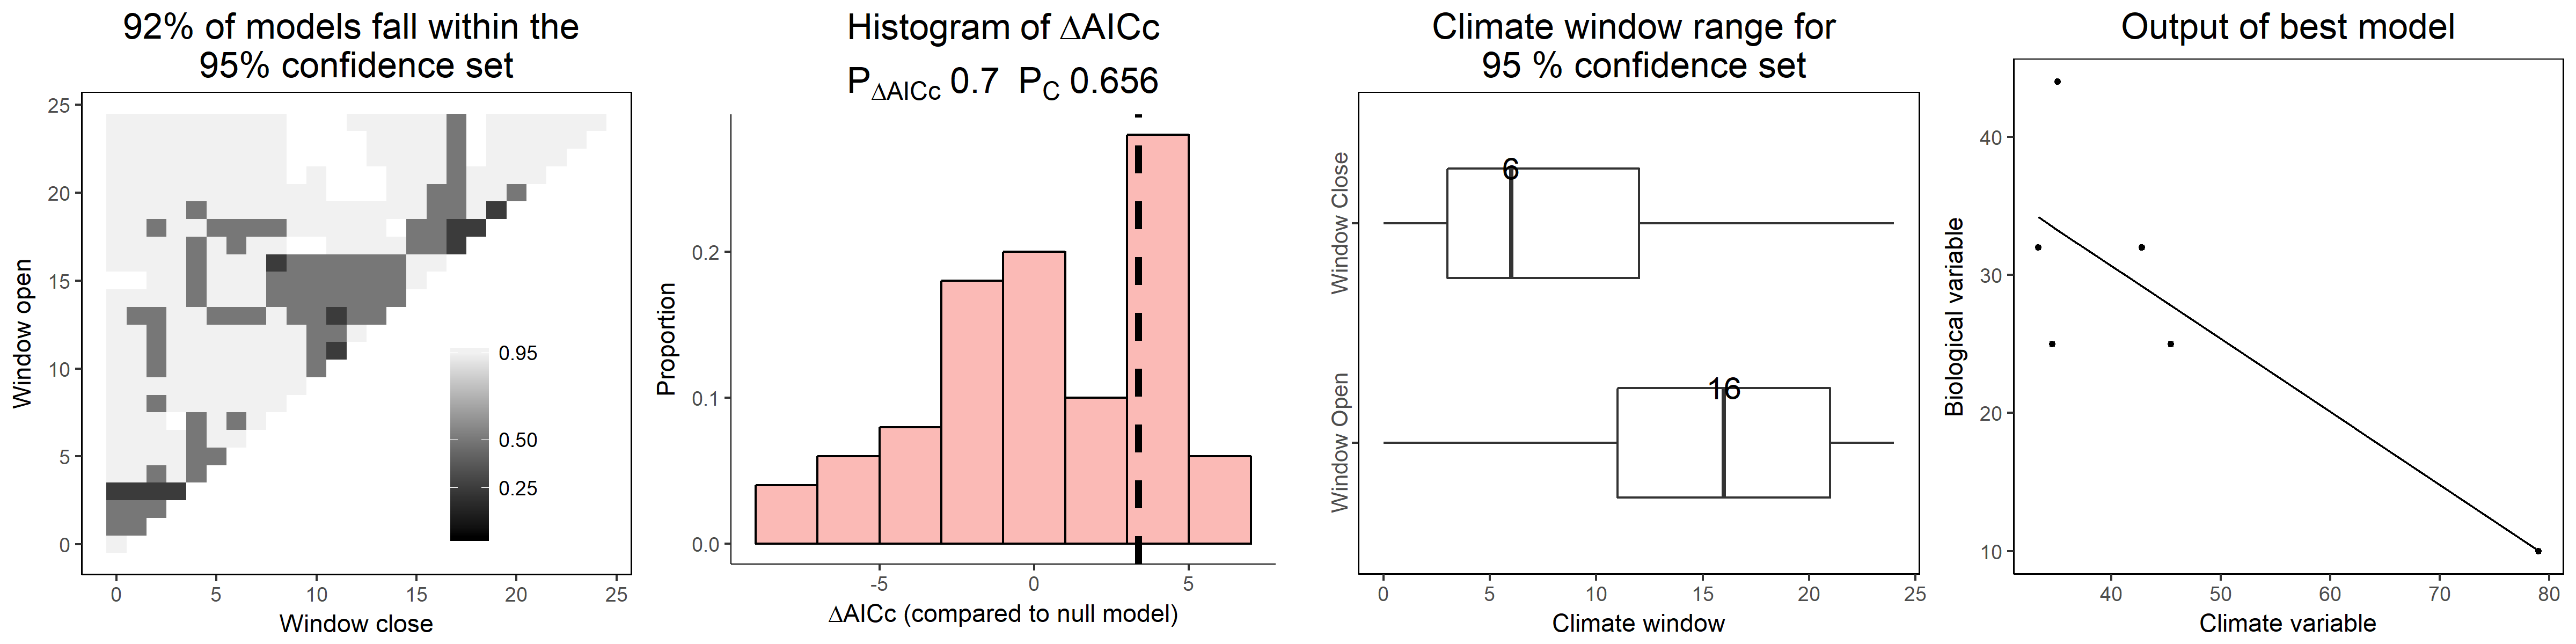 92% of models fall within the
95% confidence set
25
20
15
10
5
0
Window open
0.95
0.50
0.25
0
5
10
15
20
25
Window close
Histogram of ΔAICc
PΔAICc 0.7 PC 0.656
0.2
0.1
0.0
Proportion
-5
0
5
ΔAICc (compared to null model)
Climate window range for
95 % confidence set
Window Close
6
Window Open
16
0
5
10
15
20
25
Climate window
Output of best model
40
30
20
10
Biological variable
40
50
60
70
80
Climate variable